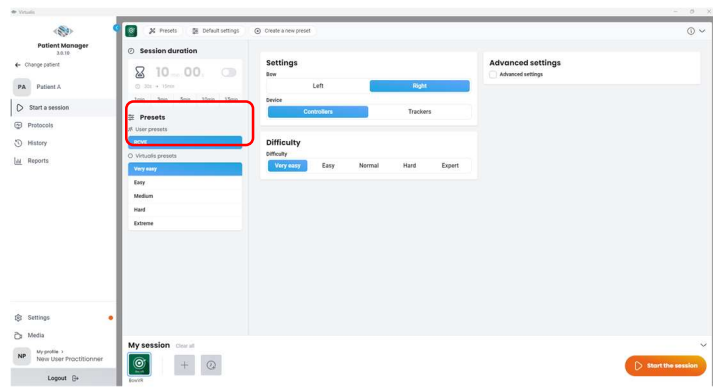 Virtualis
Patient Manager
3.0.18
Change patient
PA Patient A
Start a session
Protocols
History
Reports
Settings
Media
NP My profile
New User Practitionner
Logout
Presets
Default settings
Create a new preset
Session duration
10 00
Presets
User presets
Virtualis presets
Very easy
Easy
Medium
Hard
Extreme
Settings
Bow
Left Right
Device
Controllers Trackers
Difficulty
Difficulty
Very easy Easy Normal Hard Expert
Advanced settings
Advanced settings
My session Clear all
BowVR
Start the session